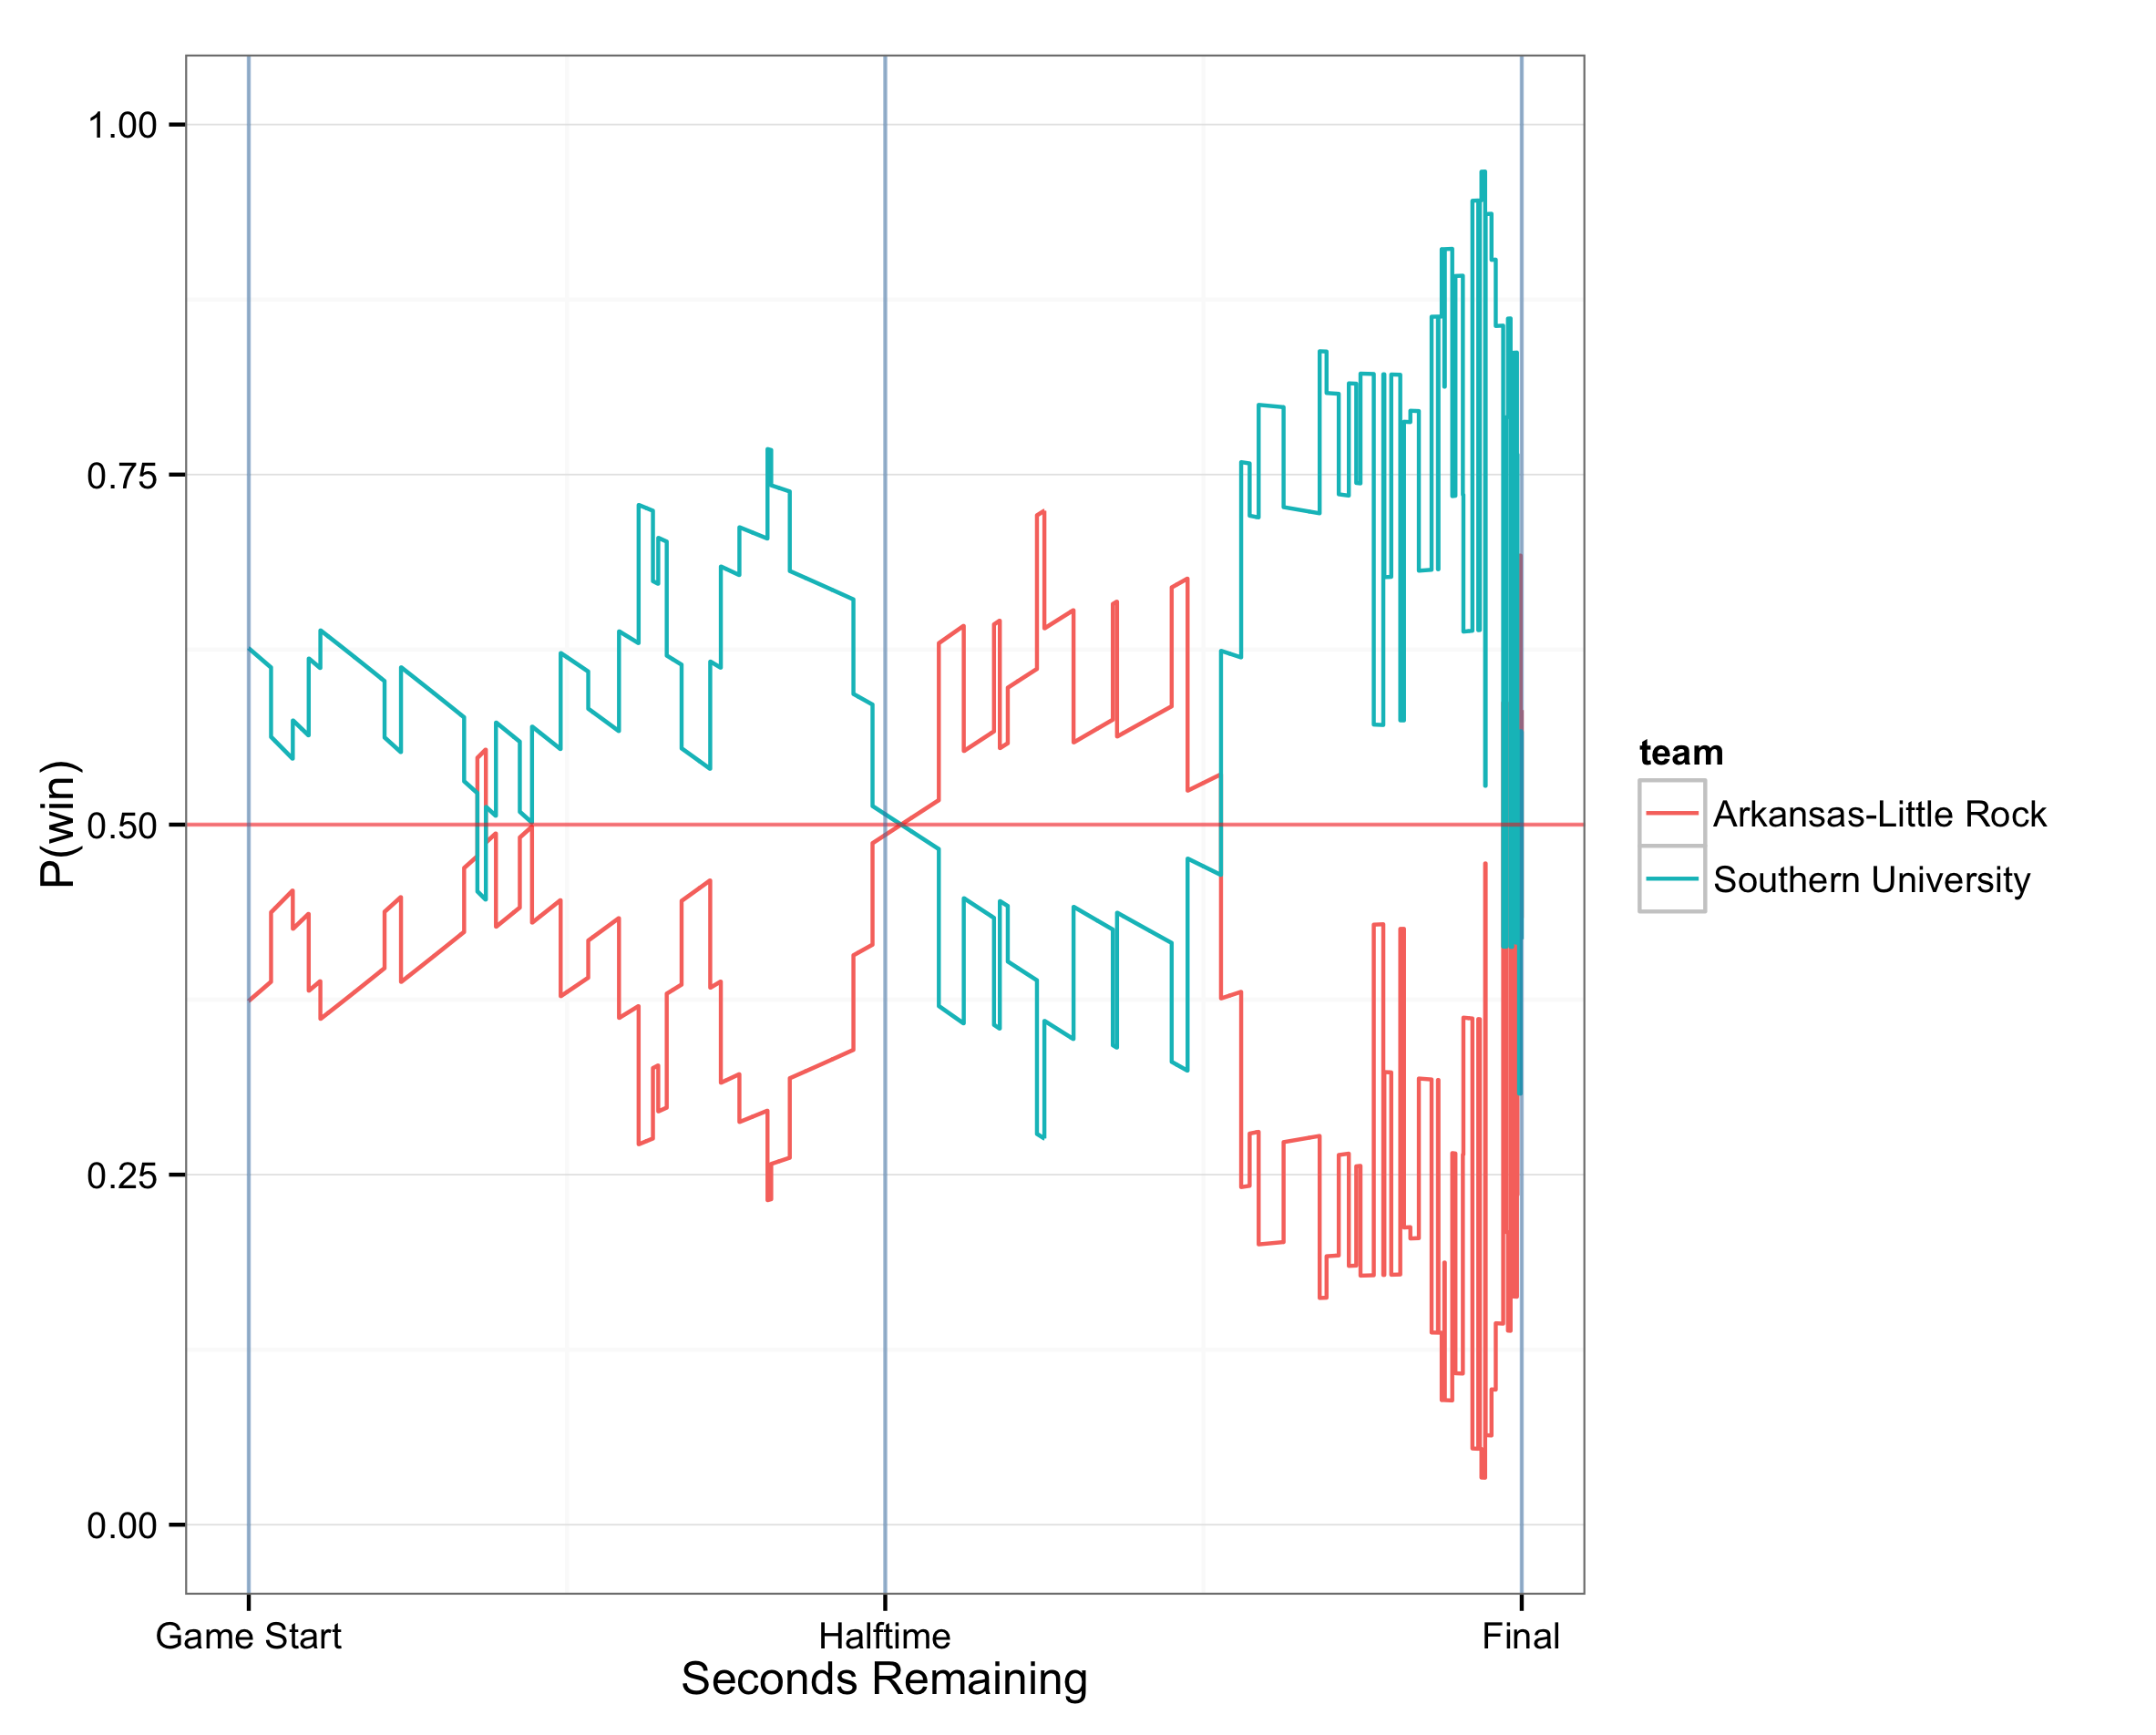 1.00
0.75
0.50
0.25
0.00
P(win)
Game Start
Halftime
Final
Seconds Remaining
team
Arkansas-Little Rock
Southern University